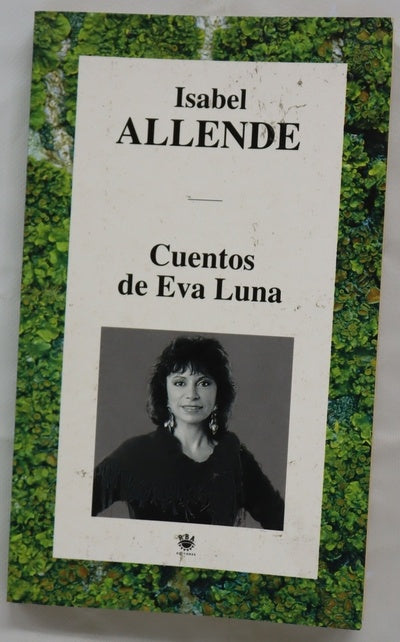 Isabel
ALLENDE
Cuentos
de Eva Luna